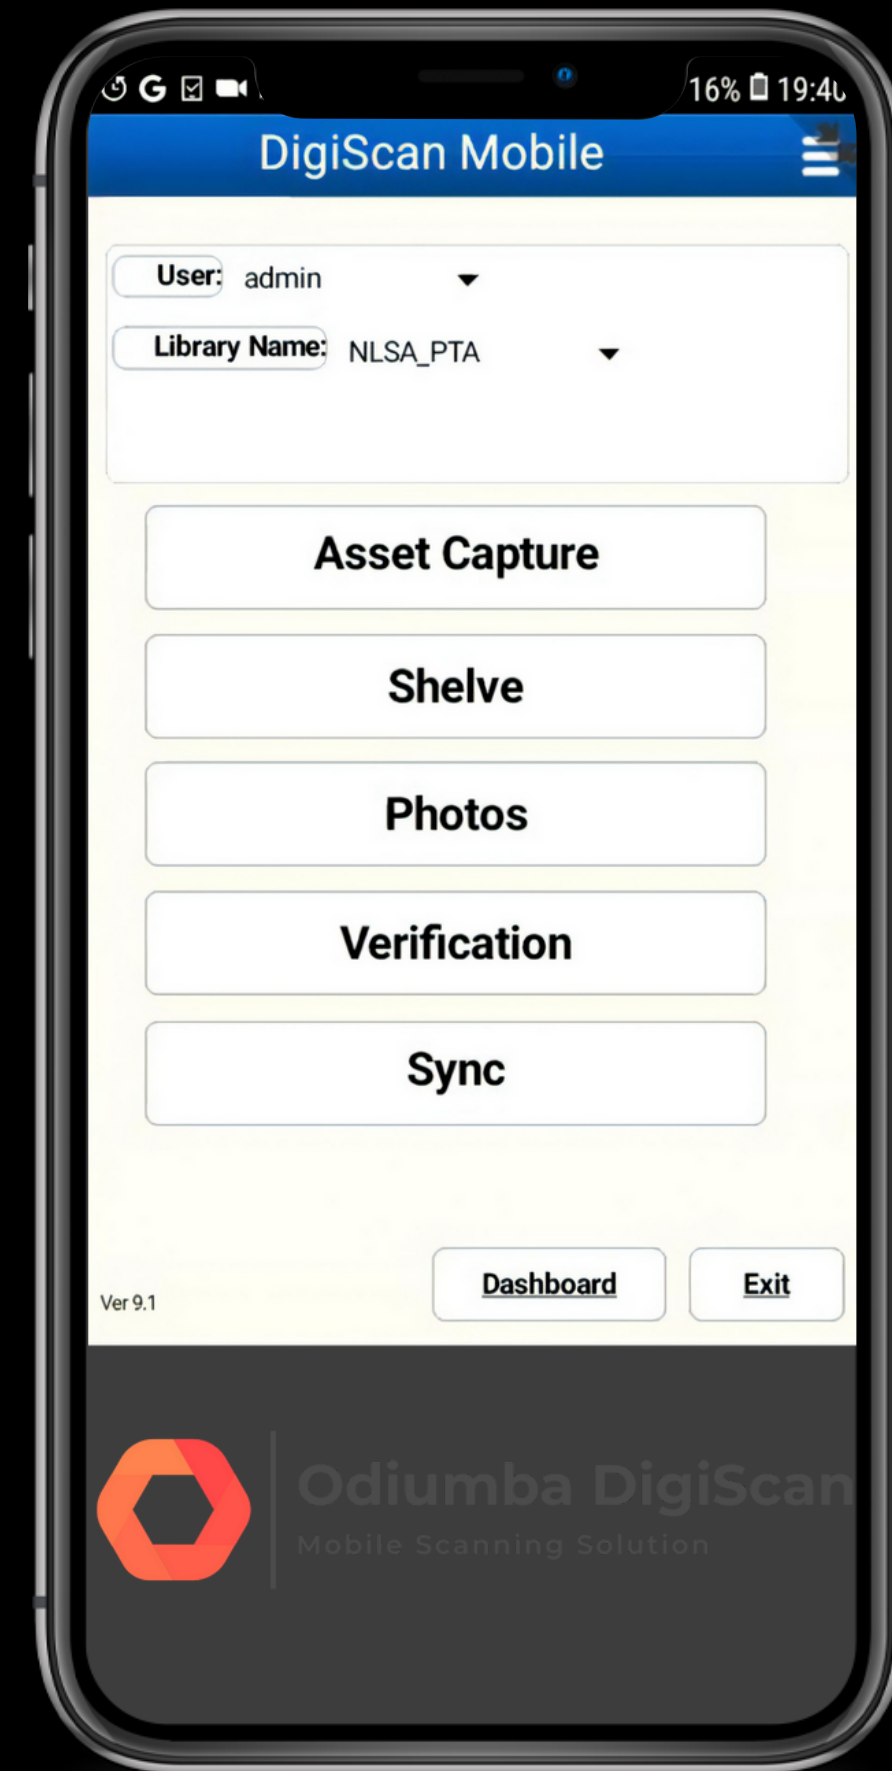 G 16% 19:40
DigiScan Mobile
User: admin
Library Name: NLSA_PTA
Asset Capture
Shelve
Photos
Verification
Sync
Dashboard Exit
Ver 9.1
Odiumba DigiScan
Mobile Scanning Solution